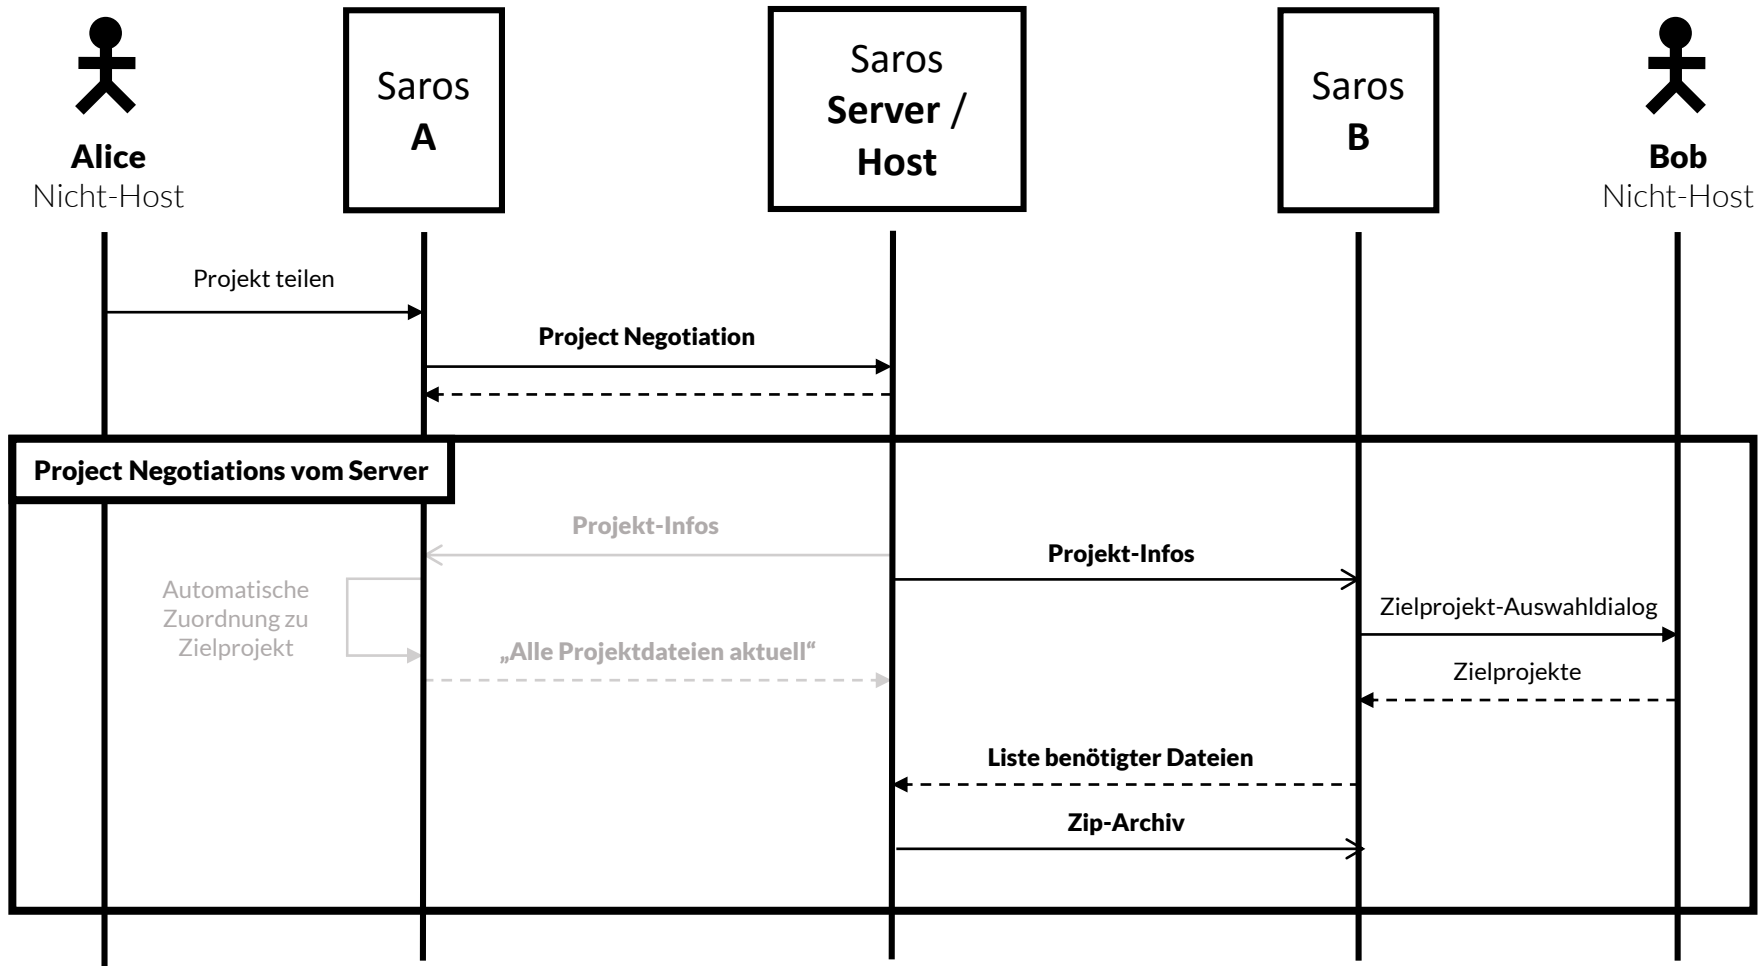 Saros
A
Saros
Server /
Host
Saros
B
Alice
Nicht-Host
Bob
Nicht-Host
Projekt teilen
Project Negotiation
Project Negotiations vom Server
Projekt-Infos
Projekt-Infos
Automatische
Zuordnung zu
Zielprojekt
Zielprojekt-Auswahldialog
„Alle Projektdateien aktuell“
Zielprojekte
Liste benötigter Dateien
Zip-Archiv